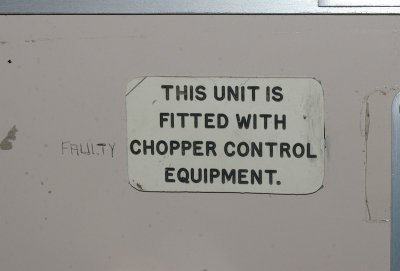 THIS UNIT IS
FITTED WITH
FAULTY CHOPPER CONTROL
EQUIPMENT.